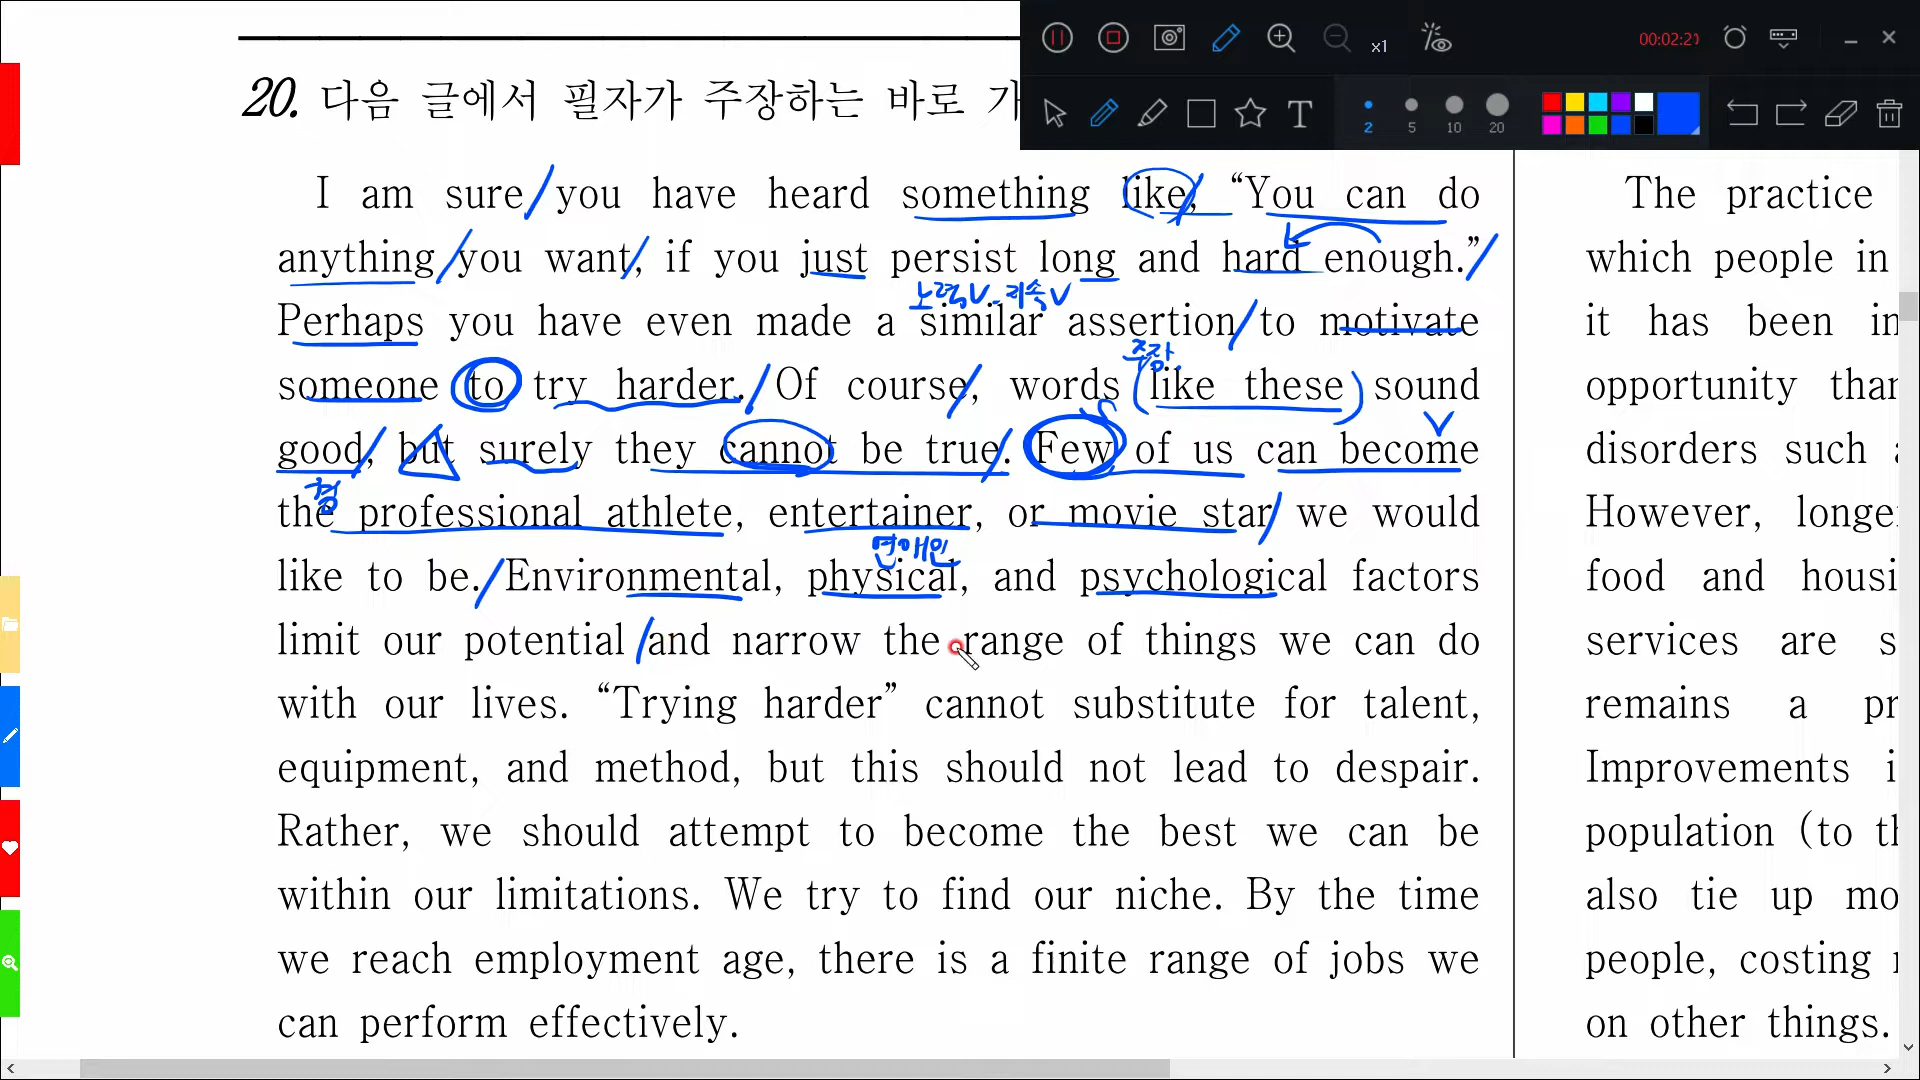 x1
00:02:21
2
5
10
20
T
20. 다음 글에서 필자가 주장하는 바로 가
I am sure you have heard something like, “You can do
anything you want, if you just persist long and hard enough.”
노력V - 지속V
Perhaps you have even made a similar assertion to motivate
주장
someone to try harder. Of course, words like these sound
good, but surely they cannot be true. Few of us can become
the professional athlete, entertainer, or movie star we would
연애인
like to be. Environmental, physical, and psychological factors
limit our potential and narrow the range of things we can do
with our lives. “Trying harder” cannot substitute for talent,
equipment, and method, but this should not lead to despair.
Rather, we should attempt to become the best we can be
within our limitations. We try to find our niche. By the time
we reach employment age, there is a finite range of jobs we
can perform effectively.
The practice
which people in
it has been in
opportunity than
disorders such
However, longe
food and housi
services are s
remains a pr
Improvements i
population (to th
also tie up mo
people, costing
on other things.